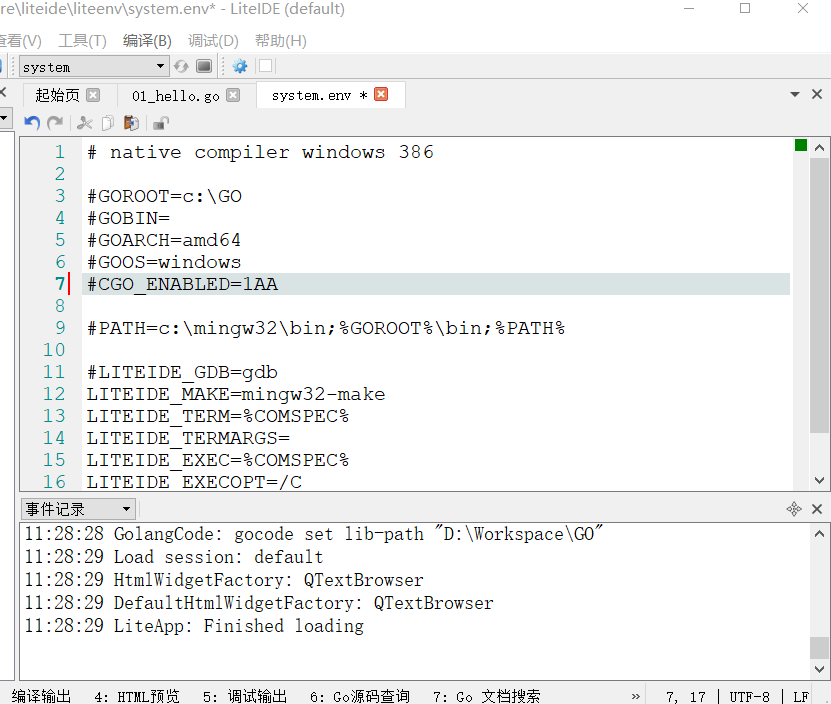 re\liteide\liteenv\system.env* - LiteIDE (default)
查看(V) 工具(T) 编译(B) 调试(D) 帮助(H)
system
起始页 01_hello.go system.env *
1 # native compiler windows 386
2
3 #GOROOT=c:\GO
4 #GOBIN=
5 #GOARCH=amd64
6 #GOOS=windows
7 #CGO_ENABLED=1AA
8
9 #PATH=c:\mingw32\bin;%GOROOT%\bin;%PATH%
10
11 #LITEIDE_GDB=gdb
12 LITEIDE_MAKE=mingw32-make
13 LITEIDE_TERM=%COMSPEC%
14 LITEIDE_TERMARGS=
15 LITEIDE_EXEC=%COMSPEC%
16 LITEIDE_EXECOPT=/C
事件记录
11:28:28 GolangCode: gocode set lib-path "D:\Workspace\GO"
11:28:29 Load session: default
11:28:29 HtmlWidgetFactory: QTextBrowser
11:28:29 DefaultHtmlWidgetFactory: QTextBrowser
11:28:29 LiteApp: Finished loading
编译输出 4: HTML预览 5: 调试输出 6: Go源码查询 7: Go 文档搜索 » 7, 17 | UTF-8 | LF